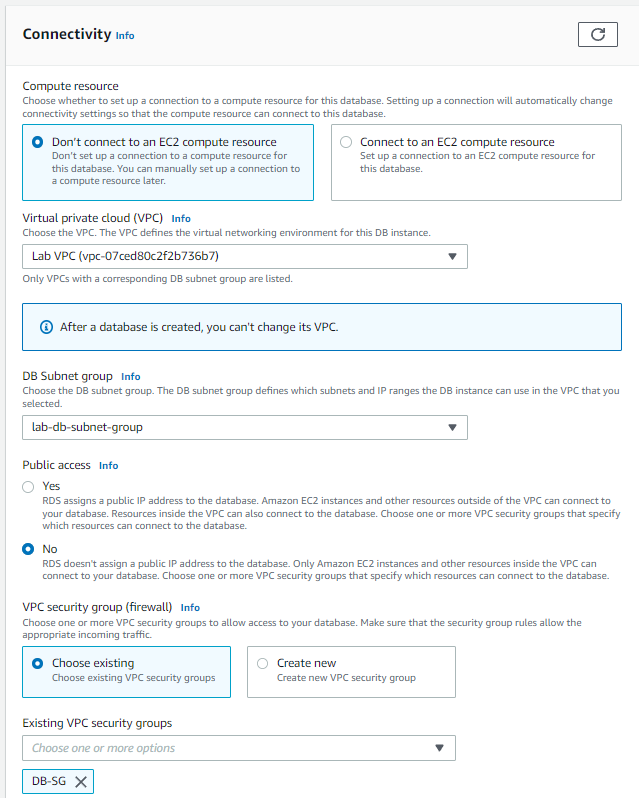 Connectivity Info
Compute resource
Choose whether to set up a connection to a compute resource for this database. Setting up a connection will automatically change
connectivity settings so that the compute resource can connect to this database.
Don't connect to an EC2 compute resource
Don't set up a connection to a compute resource for
this database. You can manually set up a connection to
a compute resource later.
Connect to an EC2 compute resource
Set up a connection to an EC2 compute resource for
this database.
Virtual private cloud (VPC) Info
Choose the VPC. The VPC defines the virtual networking environment for this DB instance.
Lab VPC (vpc-07ced80c2f2b736b7)
Only VPCs with a corresponding DB subnet group are listed.
After a database is created, you can't change its VPC.
DB Subnet group Info
Choose the DB subnet group. The DB subnet group defines which subnets and IP ranges the DB instance can use in the VPC that you
selected.
lab-db-subnet-group
Public access Info
Yes
RDS assigns a public IP address to the database. Amazon EC2 instances and other resources outside of the VPC can connect to
your database. Resources inside the VPC can also connect to the database. Choose one or more VPC security groups that specify
which resources can connect to the database.
No
RDS doesn't assign a public IP address to the database. Only Amazon EC2 instances and other resources inside the VPC can
connect to your database. Choose one or more VPC security groups that specify which resources can connect to the database.
VPC security group (firewall) Info
Choose one or more VPC security groups to allow access to your database. Make sure that the security group rules allow the
appropriate incoming traffic.
Choose existing
Choose existing VPC security groups
Create new
Create new VPC security group
Existing VPC security groups
Choose one or more options
DB-SG